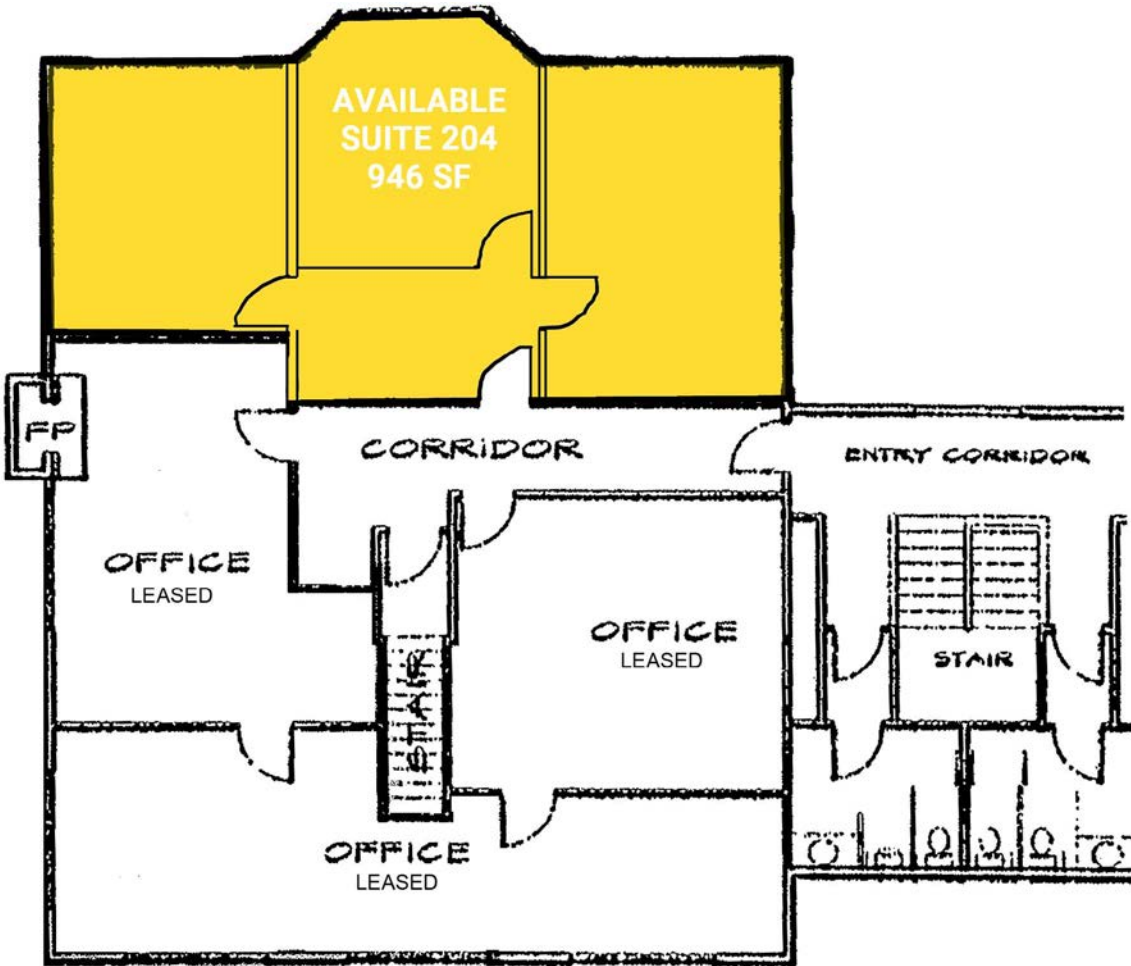 AVAILABLE
SUITE 204
946 SF
FP
CORRiDOR
ENTRY CORRIDOR
OFFICE
LEASED
OFFICE
LEASED
STAIR
STAIR
OFFICE
LEASED